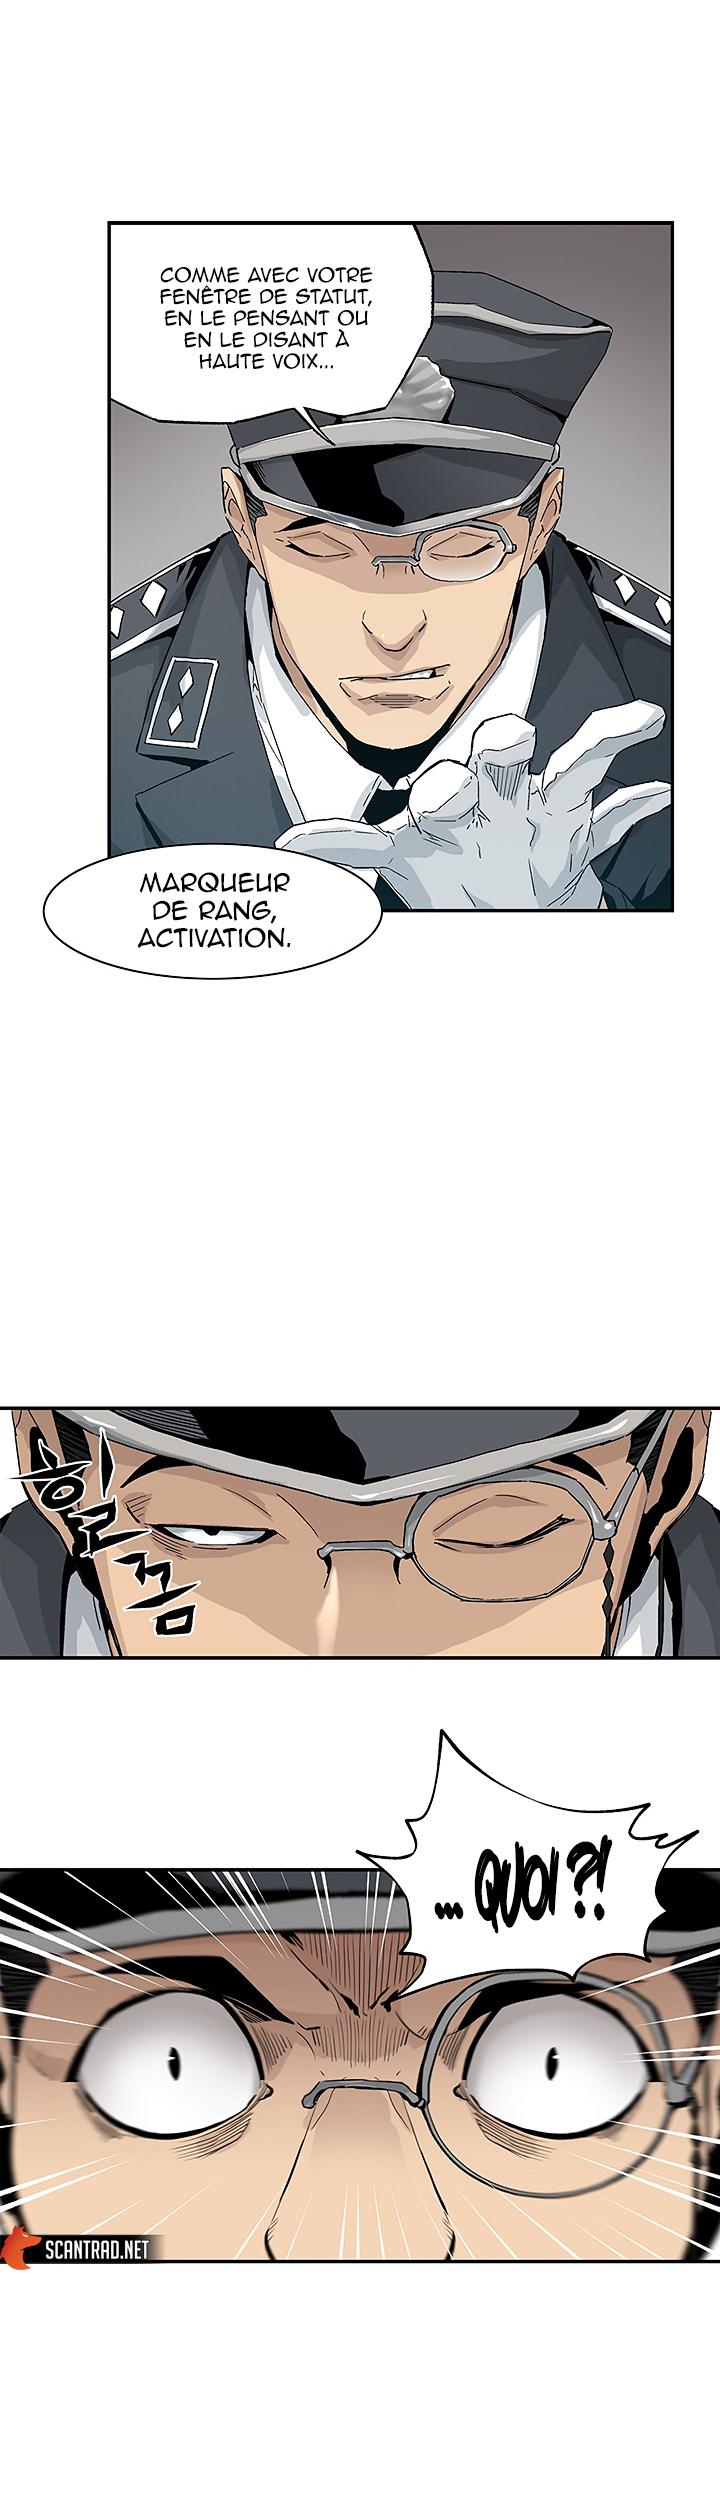 COMME AVEC VOTRE
FENÊTRE DE STATUT,
EN LE PENSANT OU
EN LE DISANT À
HAUTE VOIX...
MARQUEUR
DE RANG,
ACTIVATION.
힐끔
... QUOI ?!
SCANTRAD.NET